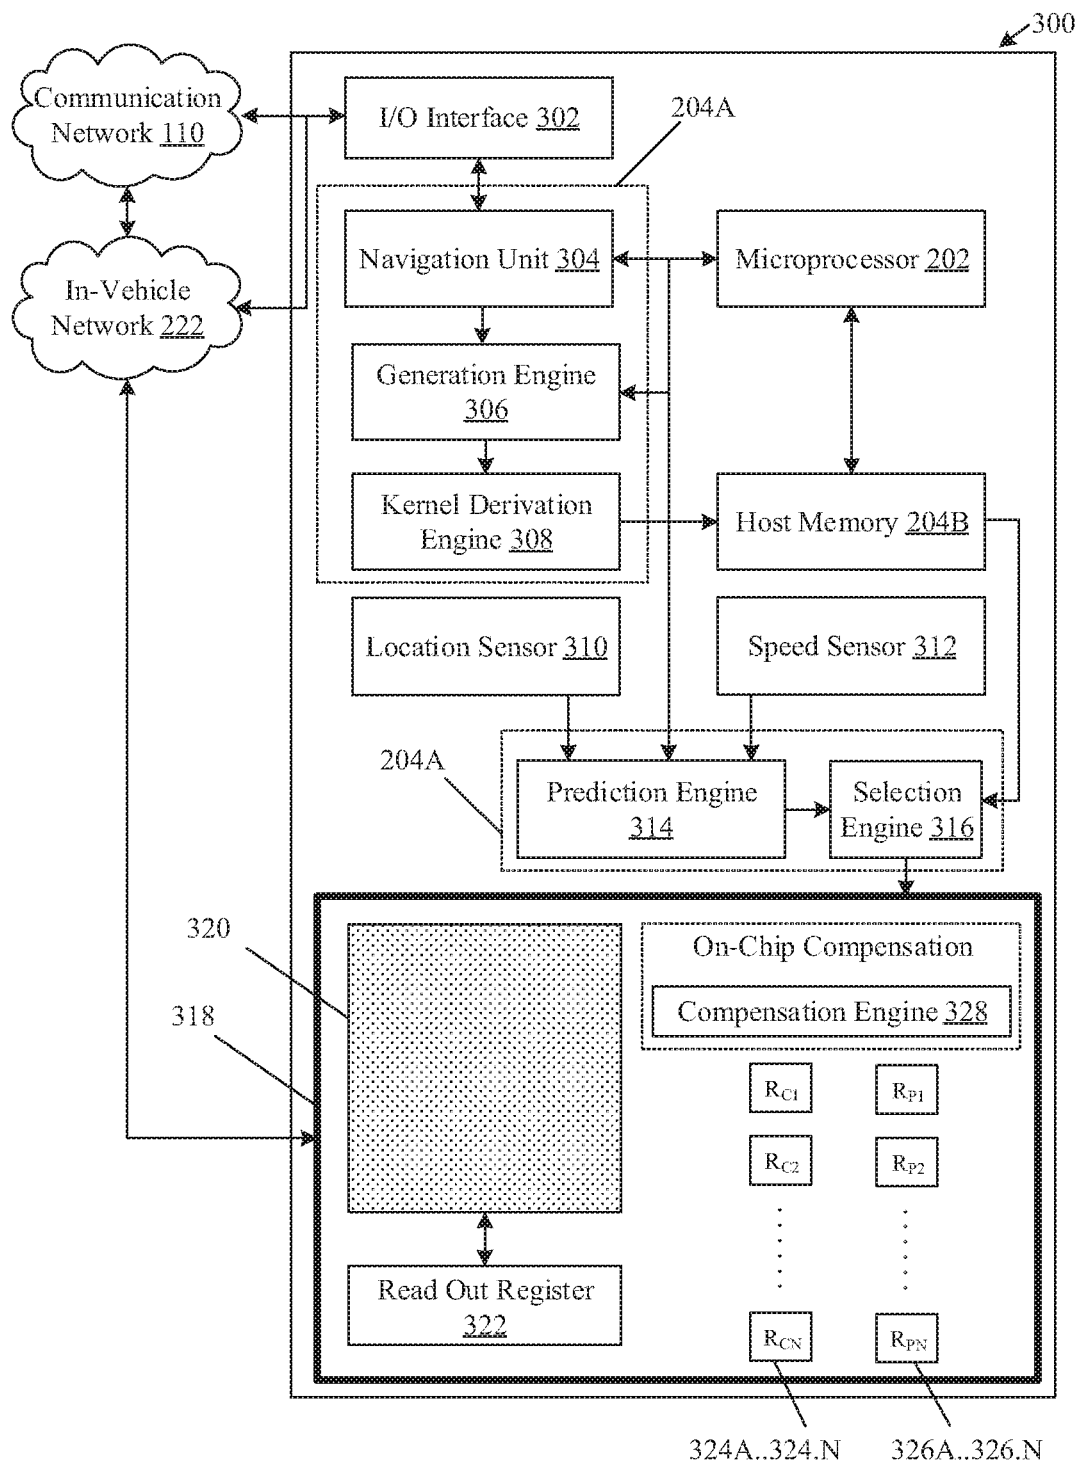 300
Communication
Network 110
I/O Interface 302
204A
Navigation Unit 304
Microprocessor 202
In-Vehicle
Network 222
Generation Engine
306
Kernel Derivation
Engine 308
Host Memory 204B
Location Sensor 310
Speed Sensor 312
204A
Prediction Engine
314
Selection
Engine 316
320
318
On-Chip Compensation
Compensation Engine 328
RC1
RP1
RC2
RP2
Read Out Register
322
RCN
RPN
324A..324.N
326A..326.N